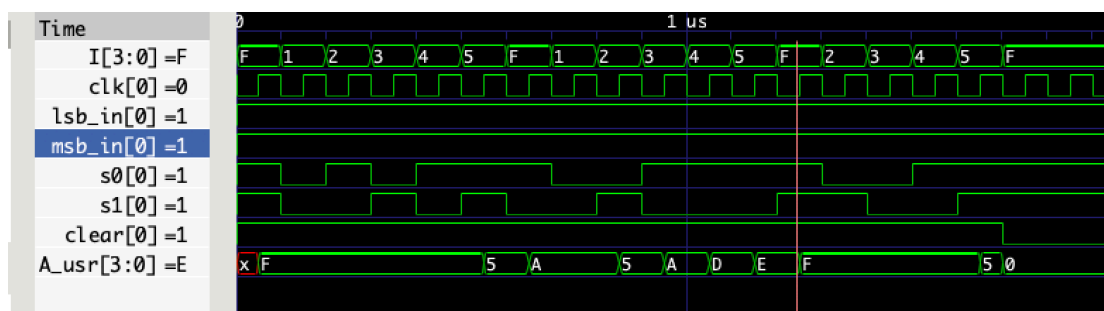 Time 0 1 us
I[3:0] =F F 1 2 3 4 5 F 1 2 3 4 5 F 2 3 4 5 F
clk[0] =0
lsb_in[0] =1
msb_in[0] =1
s0[0] =1
s1[0] =1
clear[0] =1
A_usr[3:0] =E x F 5 A 5 A D E F 5 0